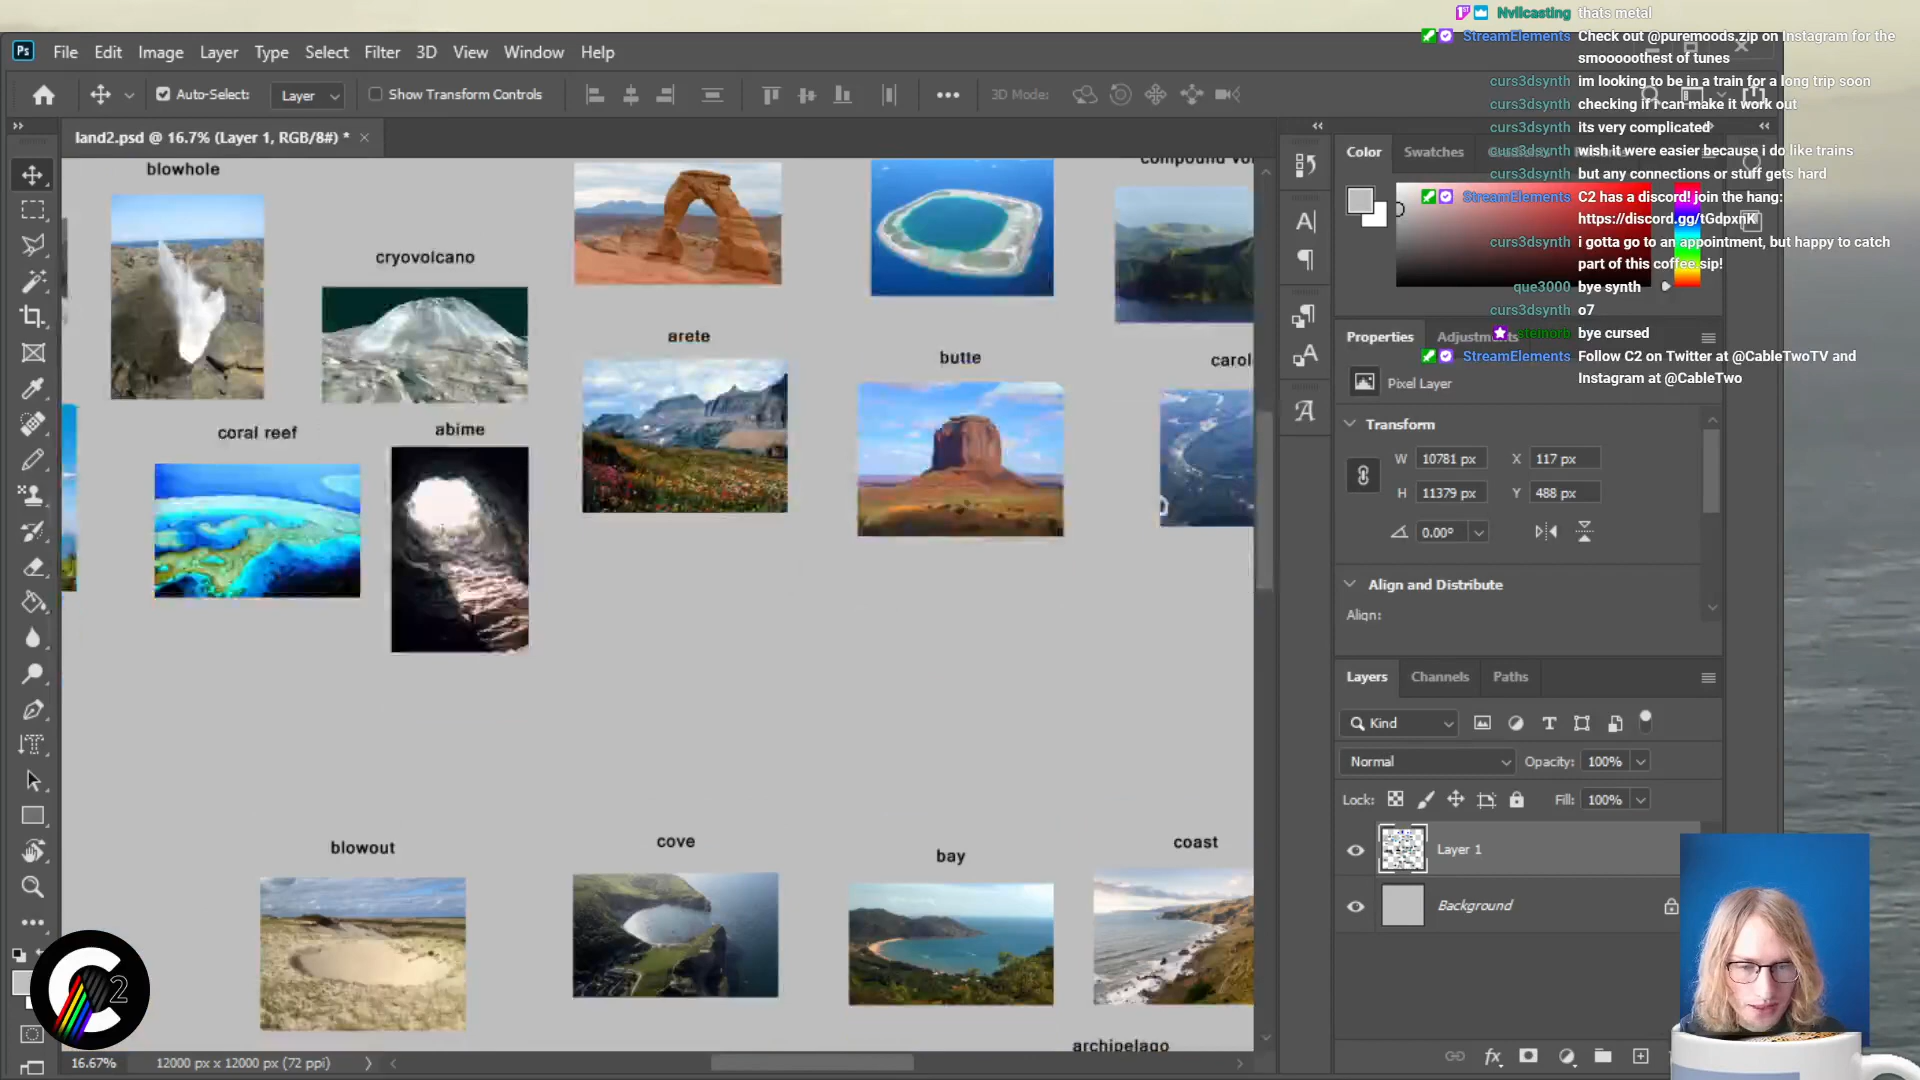 Nvilcasting thats metal
StreamElements Check out @puremoods.zip on Instagram for the
smooooothest of tunes
curs3dsynth im looking to be in a train for a long trip soon
curs3dsynth checking if i can make it work out
curs3dsynth its very complicated
curs3dsynth wish it were easier because i do like trains
curs3dsynth but any connections or stuff gets hard
StreamElements C2 has a discord! join the hang:
https://discord.gg/tGdpxnK
curs3dsynth i gotta go to an appointment, but happy to catch
part of this coffee sip!
que3000 bye synth
curs3dsynth o7
steinorb bye cursed
StreamElements Follow C2 on Twitter at @CableTwoTV and
Instagram at @CableTwo
Ps File Edit Image Layer Type Select Filter 3D View Window Help
Auto-Select: Layer Show Transform Controls 3D Mode:
land2.psd @ 16.7% (Layer 1, RGB/8#) *
blowhole
cryovolcano
arete
butte
coral reef
abime
blowout
cove
bay
coast
archipelago
16.67% 12000 px x 12000 px (72 ppi)
Color Swatches
Properties Adjustments
Pixel Layer
Transform
W 10781 px X 117 px
H 11379 px Y 488 px
0.00°
Align and Distribute
Align:
Layers Channels Paths
Kind
Normal Opacity: 100%
Lock: Fill: 100%
Layer 1
Background
fx
C 2